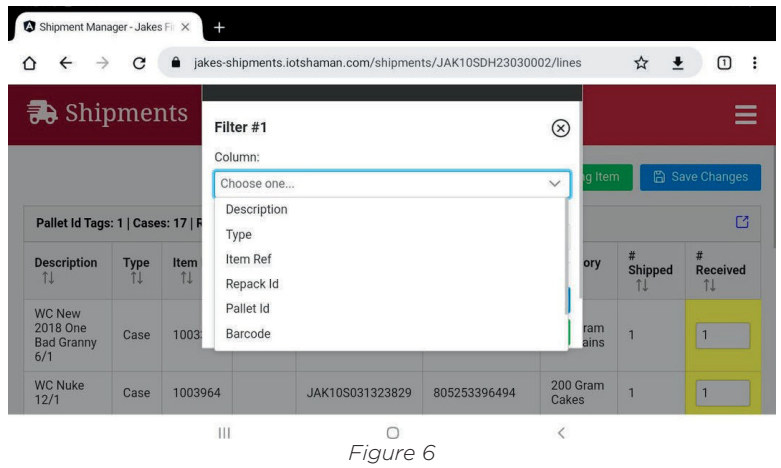 Shipment Manager - Jakes Fi
jakes-shipments.iotshaman.com/shipments/JAK10SDH23030002/lines
1
Shipments
Filter #1
Column:
Choose one...
Description
Type
Item Ref
Repack Id
Pallet Id
Barcode
Item
Save Changes
Pallet Id Tags: 1 | Cases: 17 | R
Description Type Item # Shipped # Received
WC New 2018 One Bad Granny 6/1 Case 1003 1 1
WC Nuke 12/1 Case 1003964 JAK10S031323829 805253396494 200 Gram Cakes 1 1
Figure 6